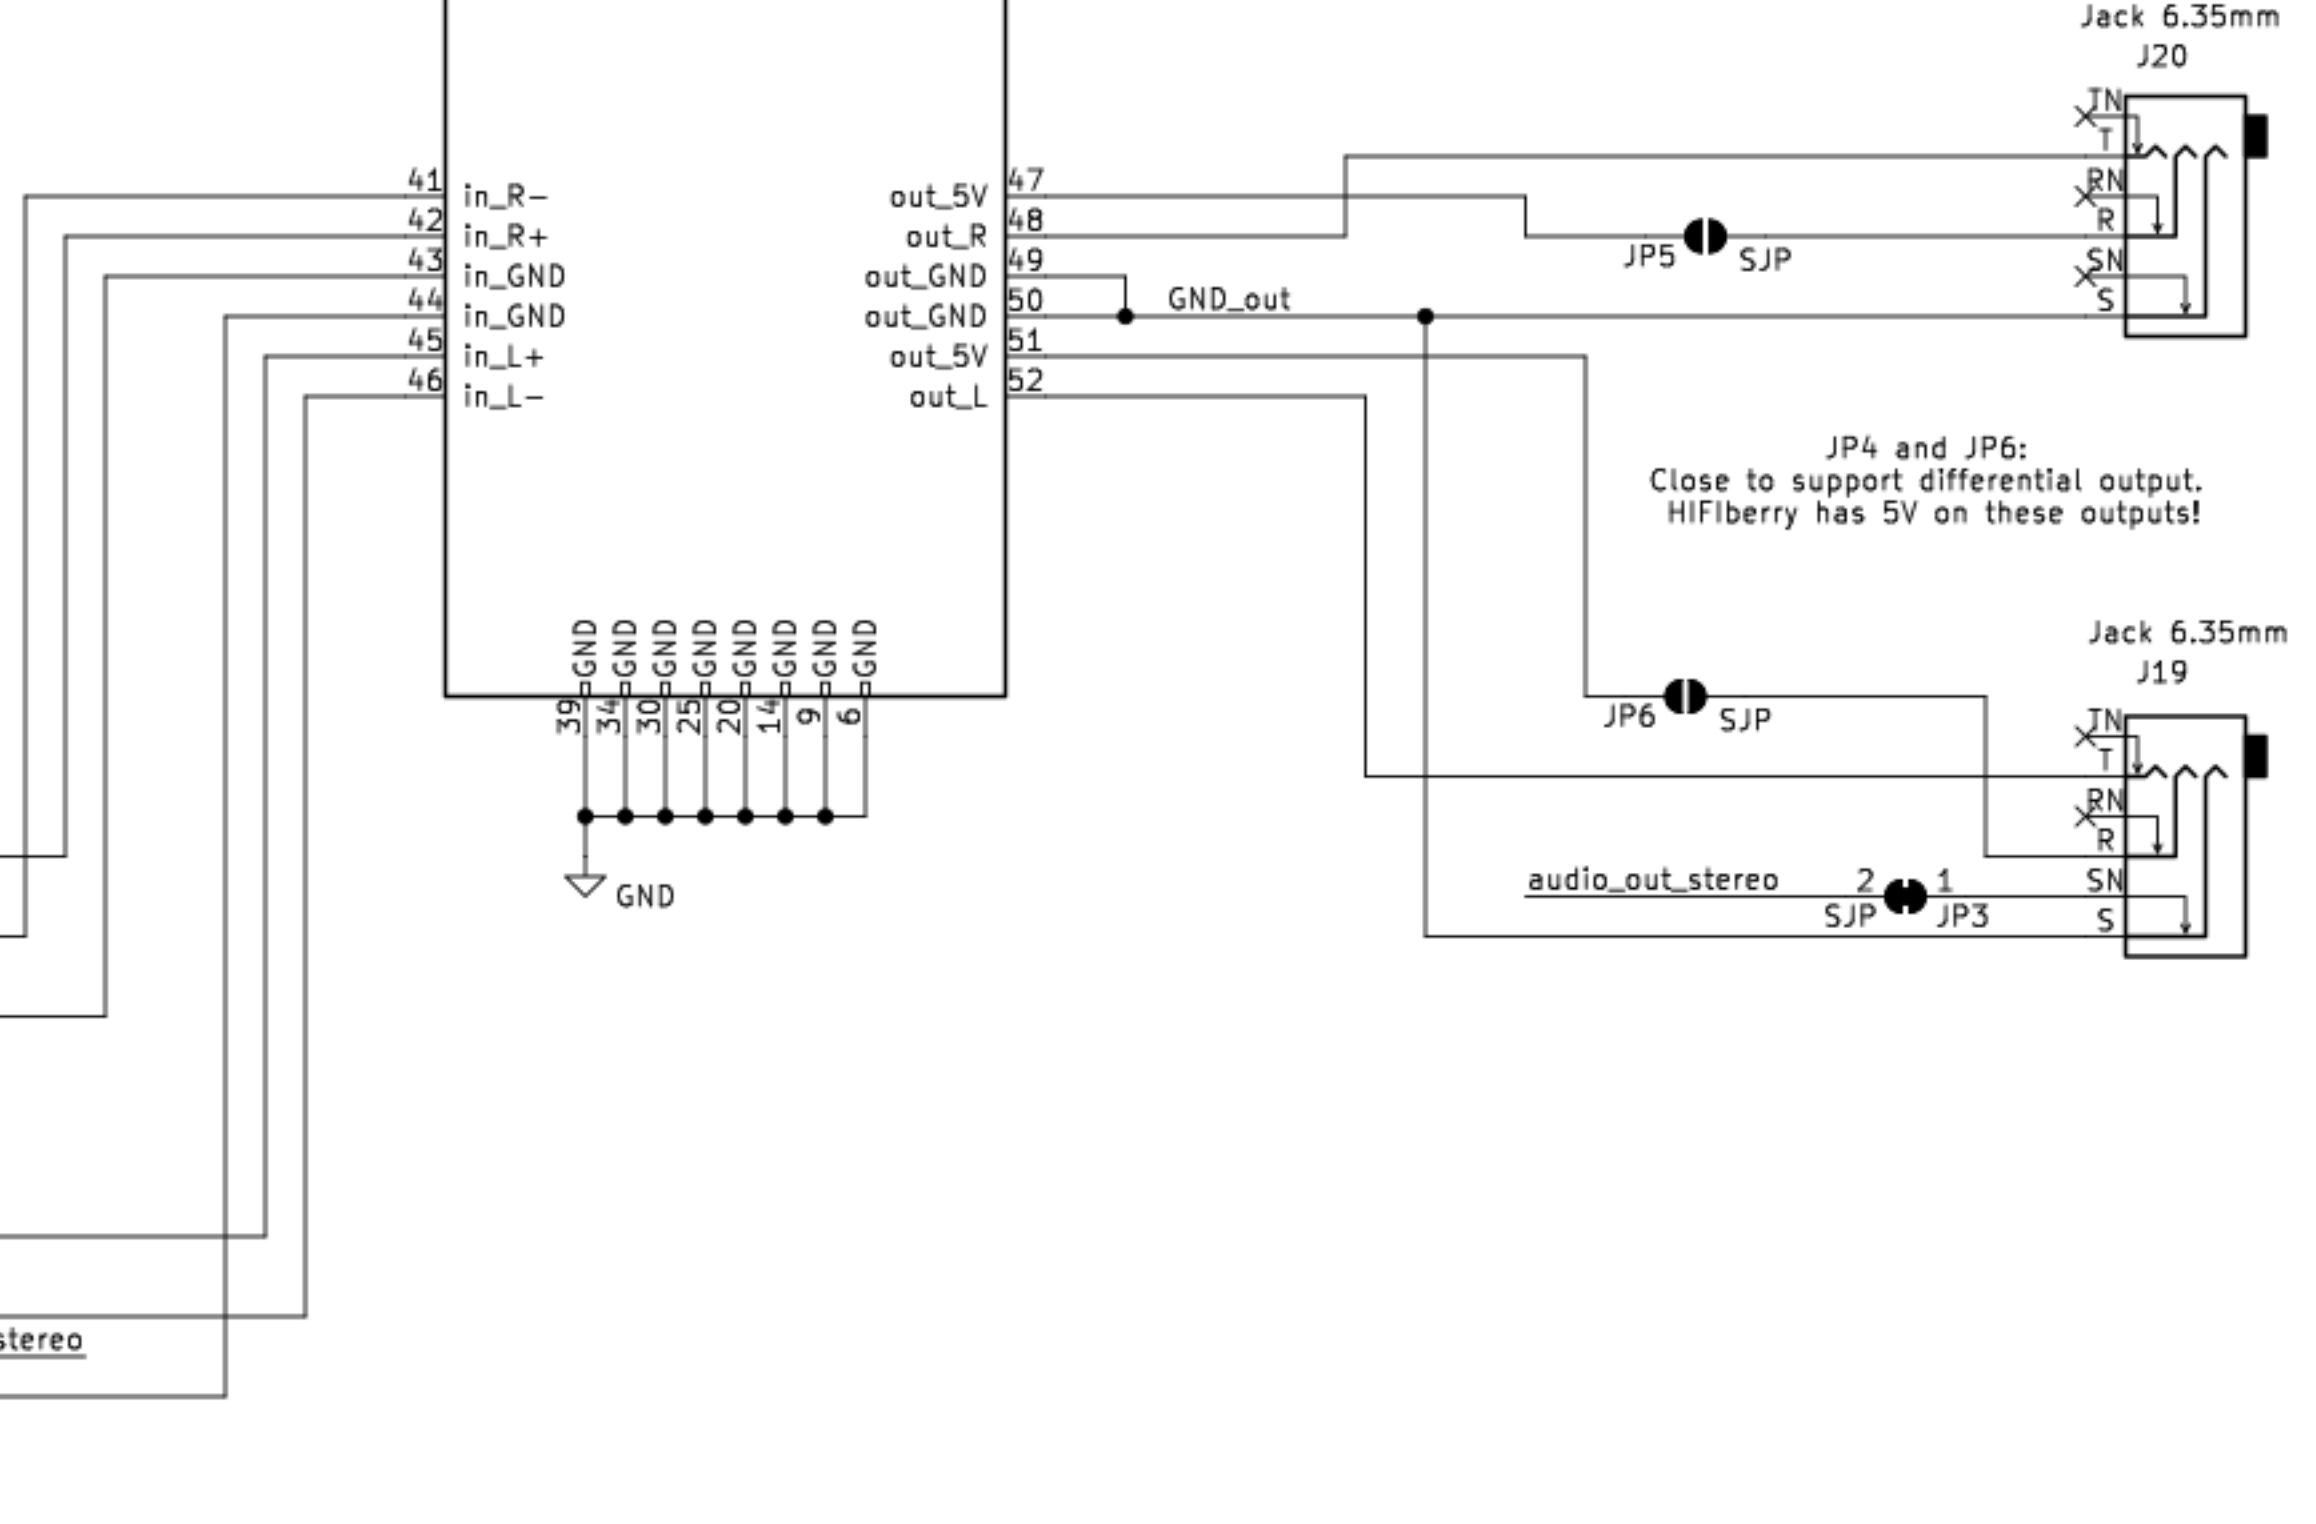 Jack 6.35mm
J20
TN
T
RN
R
SN
S
41 in_R-
42 in_R+
43 in_GND
44 in_GND
45 in_L+
46 in_L-
out_5V 47
out_R 48
out_GND 49
out_GND 50
out_5V 51
out_L 52
GND_out
JP5 SJP
JP4 and JP6:
Close to support differential output.
HIFIberry has 5V on these outputs!
GND GND GND GND GND GND GND GND
39 34 30 25 20 14 9 6
GND
JP6 SJP
Jack 6.35mm
J19
TN
T
RN
R
SN
S
audio_out_stereo 2 1
SJP JP3
stereo